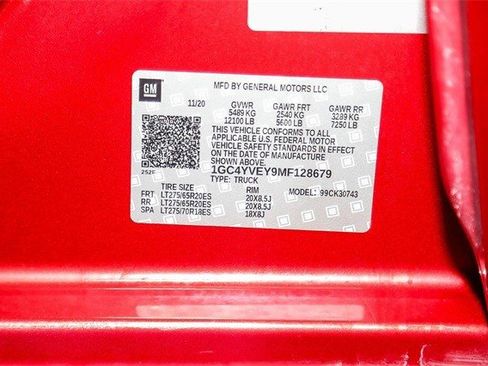 GM
MFD BY GENERAL MOTORS LLC
11/20 GVWR GAWR FRT GAWR RR
5489 KG 2540 KG 3289 KG
12100 LB 5600 LB 7250 LB
THIS VEHICLE CONFORMS TO ALL
APPLICABLE U.S. FEDERAL MOTOR
VEHICLE SAFETY STANDARDS IN EFFECT
ON THE DATE OF MANUFACTURE
SHOWN ABOVE.
1GC4YVEY9MF128679
TYPE: TRUCK
TIRE SIZE RIM MODEL: 99CK30743
FRT LT275/65R20ES 20X8.5J
RR LT275/65R20ES 20X8.5J
SPA LT275/70R18ES 18X8J